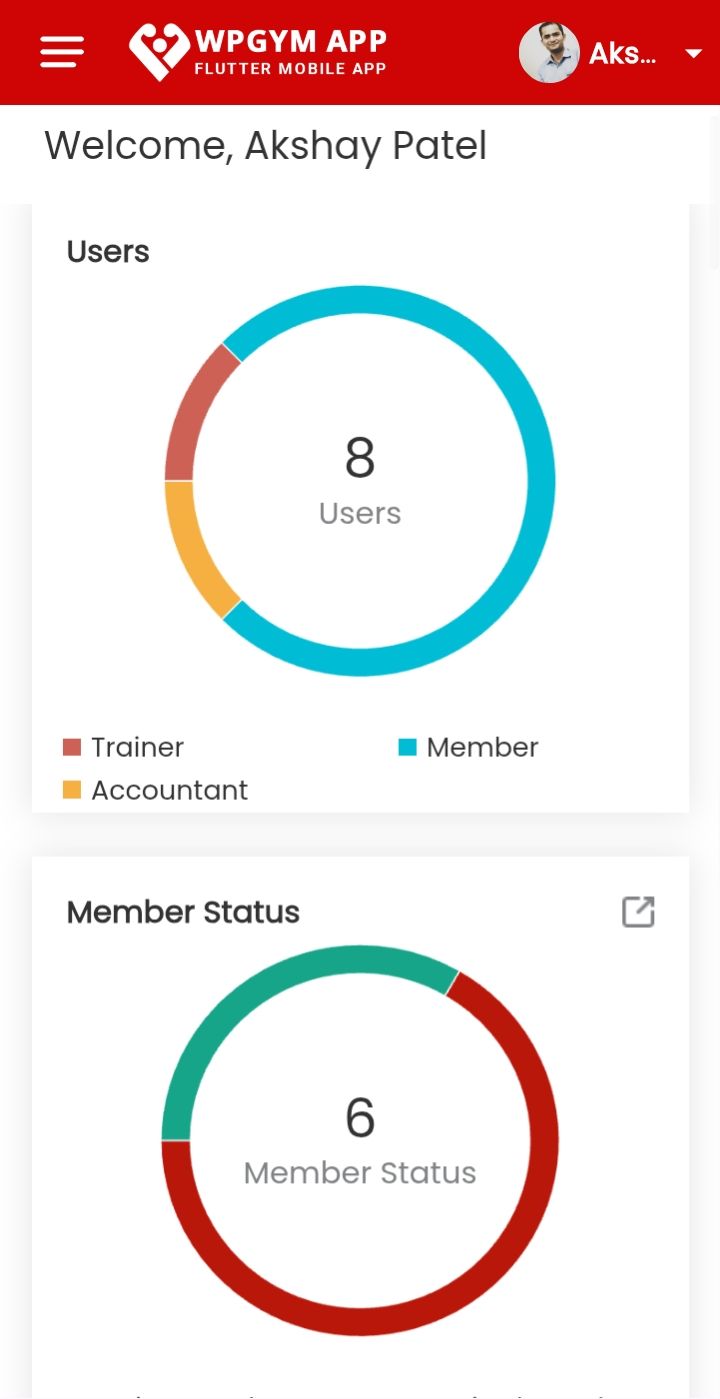 WPGYM APP
FLUTTER MOBILE APP
Aks...
Welcome, Akshay Patel
Users
8
Users
Trainer
Member
Accountant
Member Status
6
Member Status